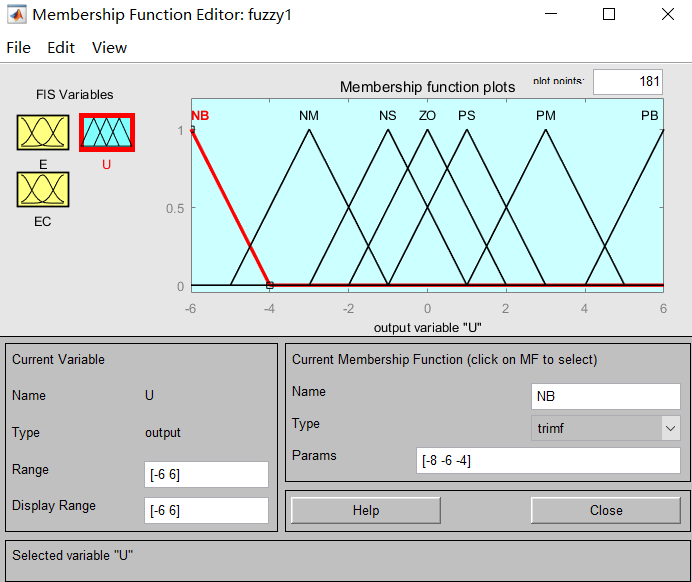 Membership Function Editor: fuzzy1
File Edit View
FIS Variables
E
U
EC
Membership function plots
plot points:
181
NB NM NS ZO PS PM PB
1
0.5
0
-6 -4 -2 0 2 4 6
output variable "U"
Current Variable
Name U
Type output
Range [-6 6]
Display Range [-6 6]
Current Membership Function (click on MF to select)
Name NB
Type trimf
Params [-8 -6 -4]
Help Close
Selected variable "U"